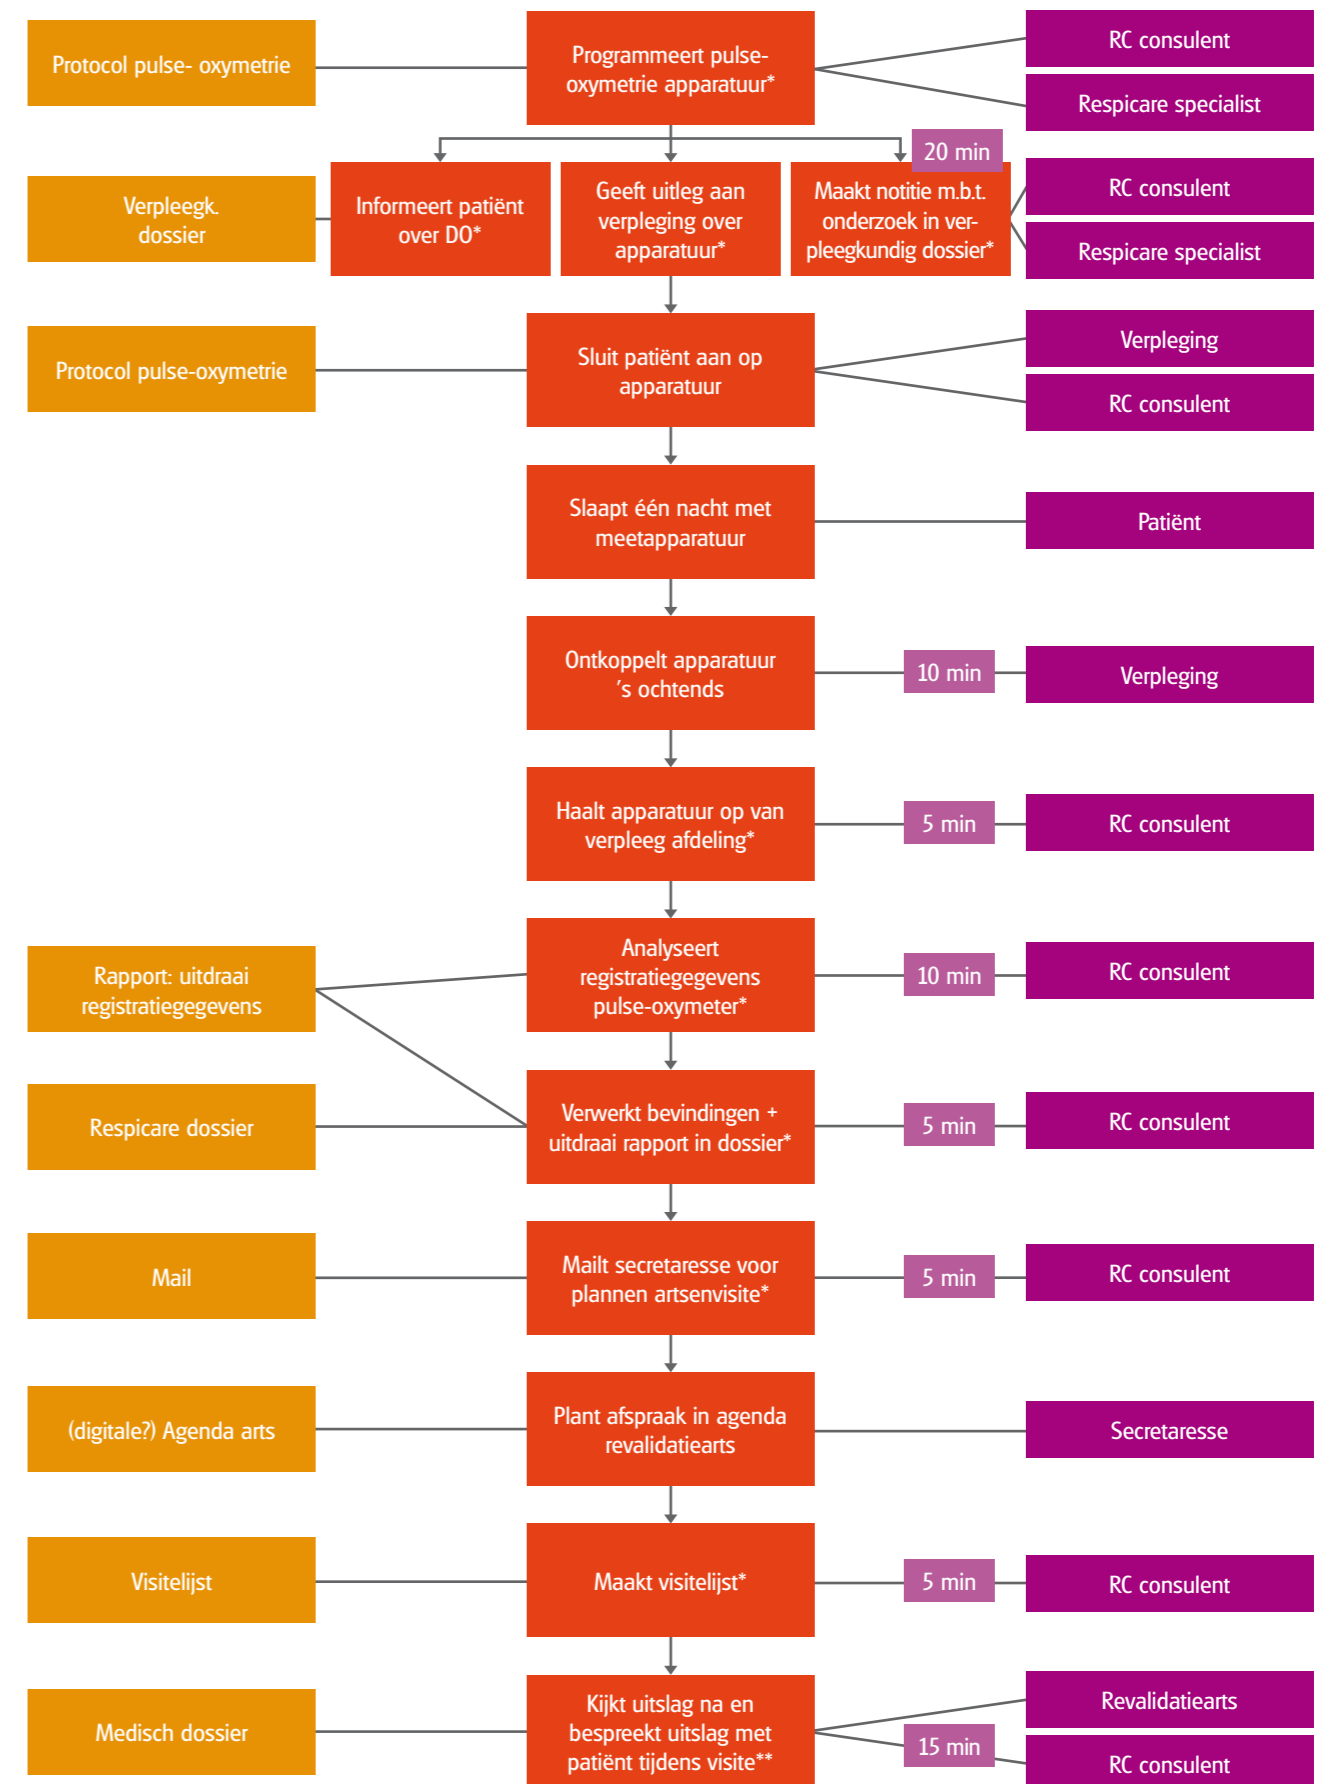 Protocol pulse- oxymetrie
Programmeert pulse-
oxymetrie apparatuur*
RC consulent
Respicare specialist
20 min
Verpleegk.
dossier
Informeert patiënt
over DO*
Geeft uitleg aan
verpleging over
apparatuur*
Maakt notitie m.b.t.
onderzoek in ver-
pleegkundig dossier*
RC consulent
Respicare specialist
Protocol pulse-oxymetrie
Sluit patiënt aan op
apparatuur
Verpleging
RC consulent
Slaapt één nacht met
meetapparatuur
Patiënt
Ontkoppelt apparatuur
’s ochtends
10 min
Verpleging
Haalt apparatuur op van
verpleeg afdeling*
5 min
RC consulent
Rapport: uitdraai
registratiegegevens
Analyseert
registratiegegevens
pulse-oxymeter*
10 min
RC consulent
Respicare dossier
Verwerkt bevindingen +
uitdraai rapport in dossier*
5 min
RC consulent
Mail
Mailt secretaresse voor
plannen artsenvisite*
5 min
RC consulent
(digitale?) Agenda arts
Plant afspraak in agenda
revalidatiearts
Secretaresse
Visitelijst
Maakt visitelijst*
5 min
RC consulent
Medisch dossier
Kijkt uitslag na en
bespreekt uitslag met
patiënt tijdens visite**
Revalidatiearts
15 min
RC consulent